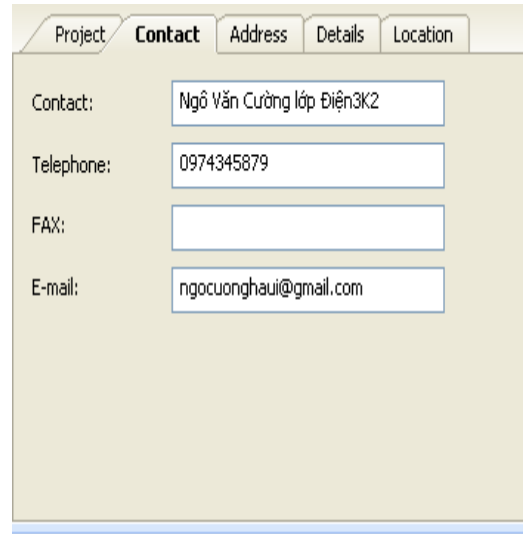 Project Contact Address Details Location
Contact: Ngô Văn Cường lớp Điện3K2
Telephone: 0974345879
FAX:
E-mail: ngocuonghaui@gmail.com